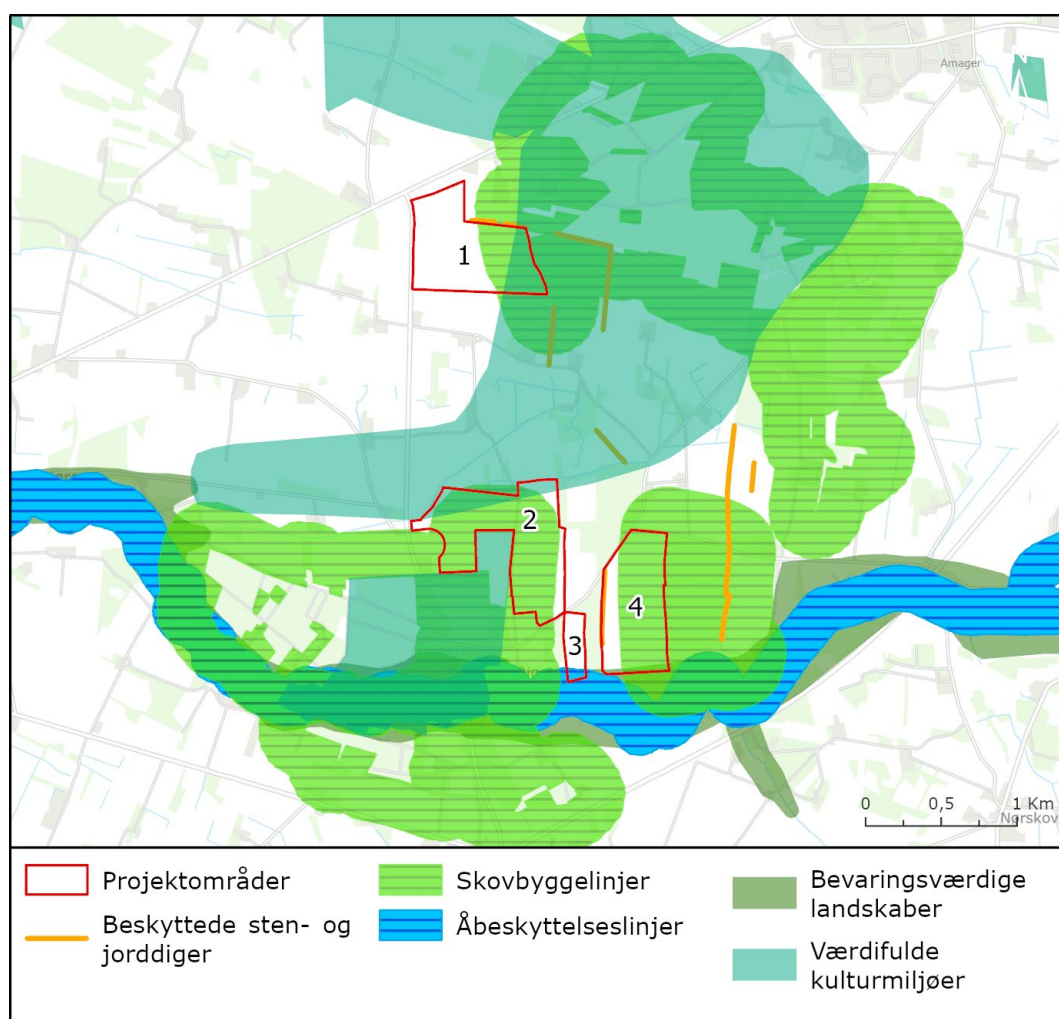 Amager
1
2
3
4
0 0,5 1 Km
Nørskov
Projektområder
Beskyttede sten- og
jorddiger
Skovbyggelinjer
Åbeskyttelseslinjer
Bevaringsværdige
landskaber
Værdifulde
kulturmiljøer